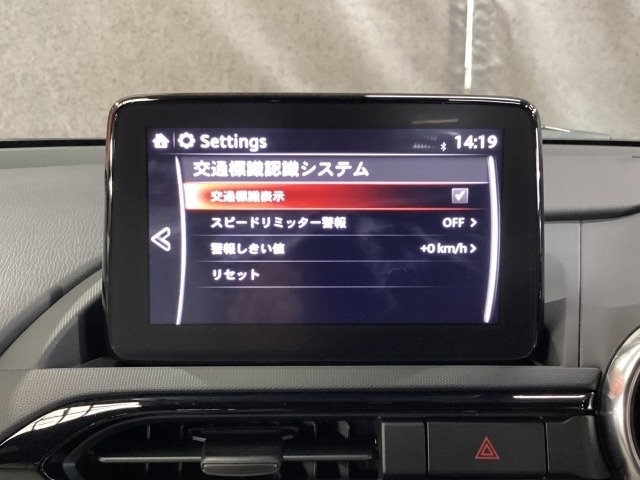 Settings 14:19
交通標識認識システム
交通標識表示
スピードリミッター警報 OFF
警報しきい値 +0 km/h
リセット